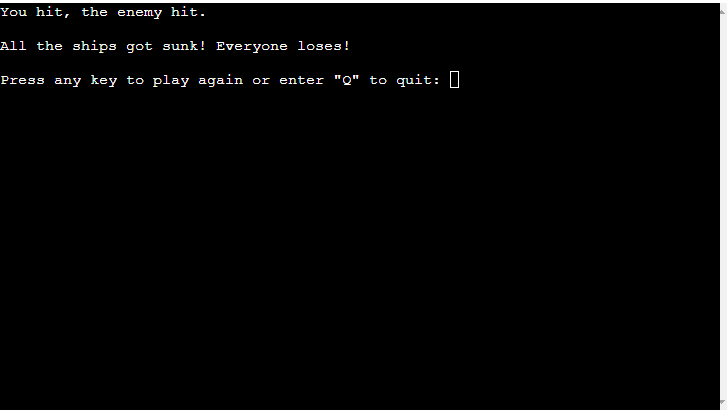 You hit, the enemy hit.
All the ships got sunk! Everyone loses!
Press any key to play again or enter "Q" to quit: